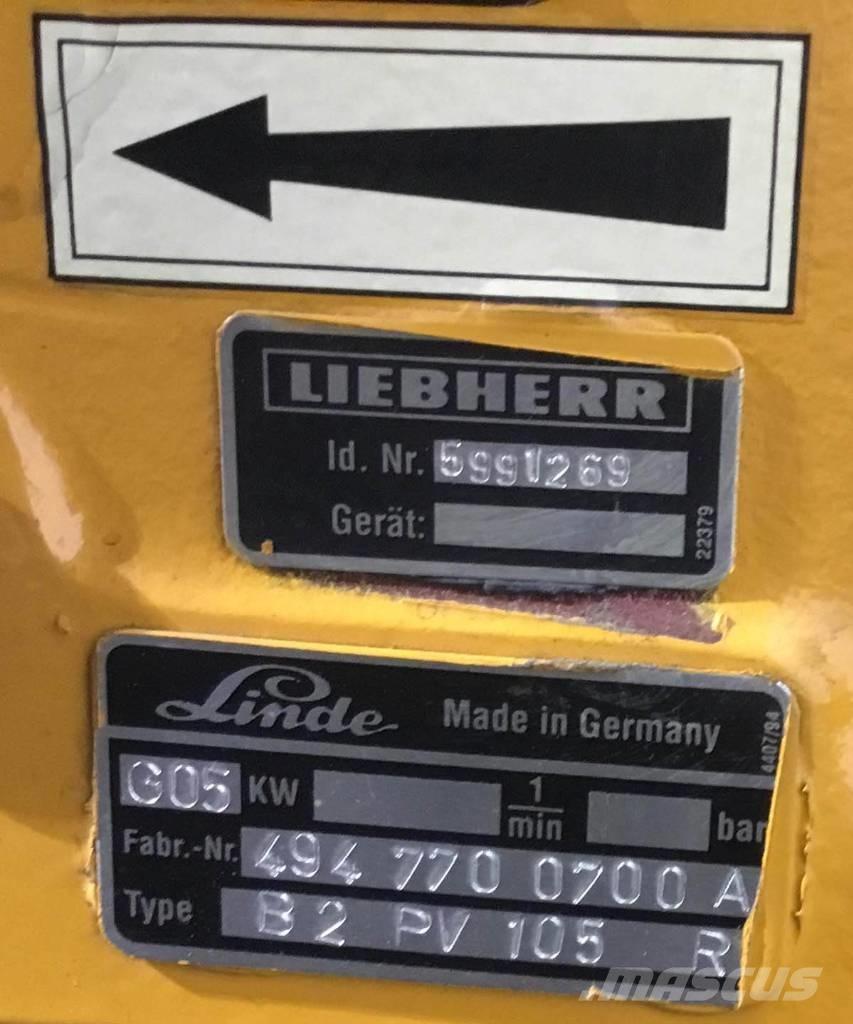 LIEBHERR
Id. Nr. 5991269
Gerät:
22379
Linde Made in Germany
4407/94
G05 KW 1/min bar
Fabr.-Nr. 494 770 0700 A
Type B2 PV 105 R
MASCUS